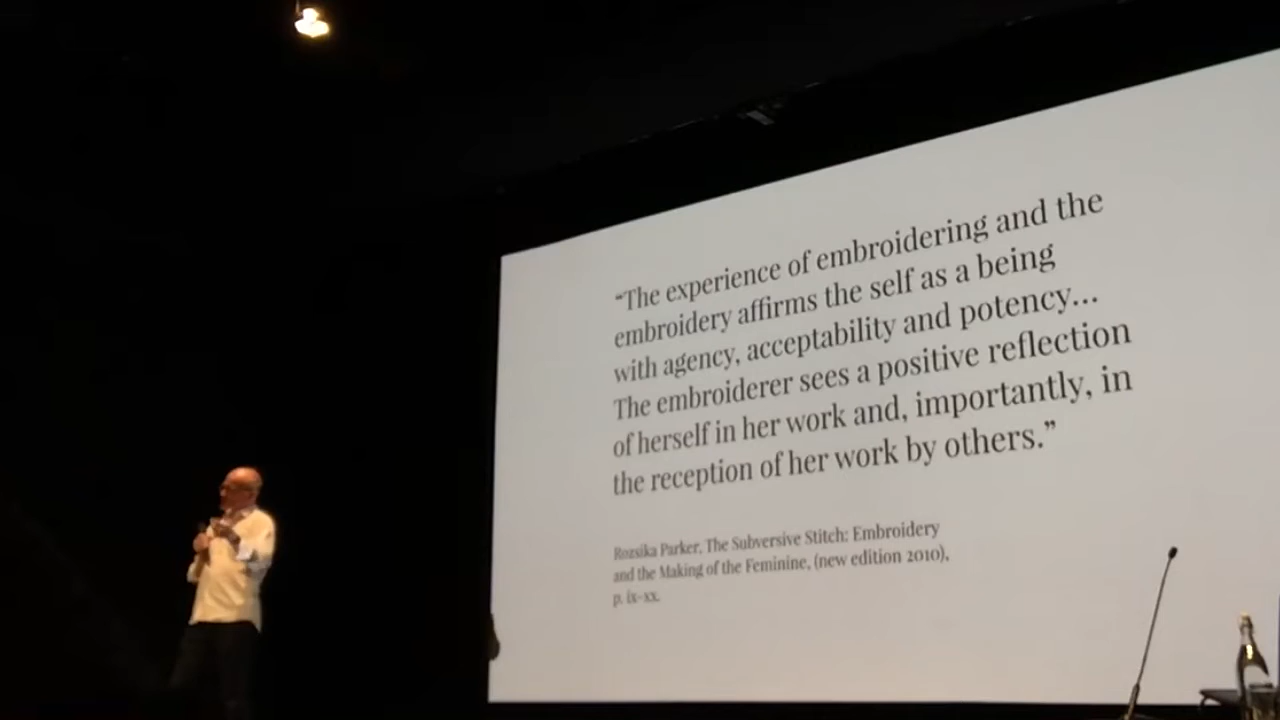 “The experience of embroidering and the
embroidery affirms the self as a being
with agency, acceptability and potency...
The embroiderer sees a positive reflection
of herself in her work and, importantly, in
the reception of her work by others.”
Rozsika Parker, The Subversive Stitch: Embroidery
and the Making of the Feminine, (new edition 2010),
p. ix-xx.